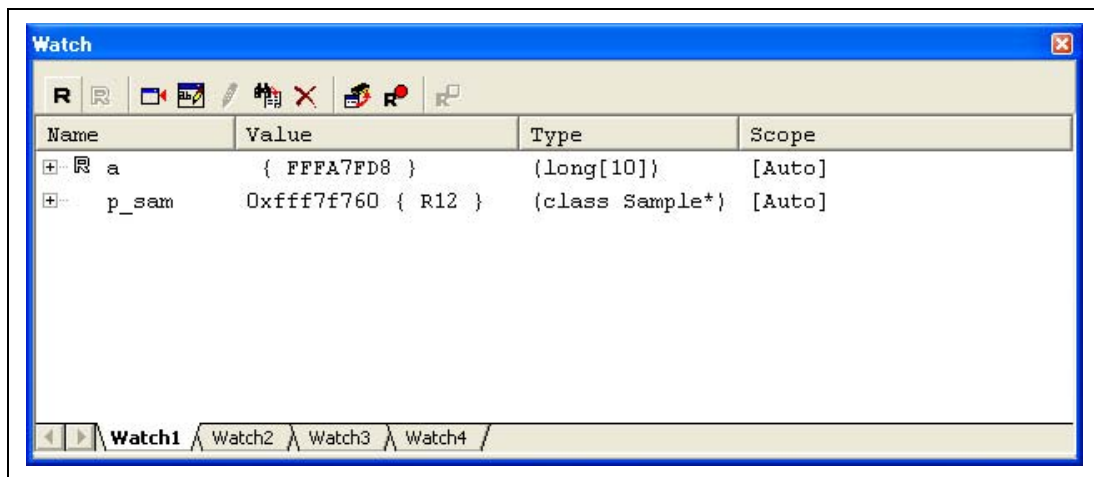 Watch
R R R R
Name Value Type Scope
R a { FFFA7FD8 } (long[10]) [Auto]
p_sam 0xfff7f760 { R12 } (class Sample*) [Auto]
Watch1 Watch2 Watch3 Watch4